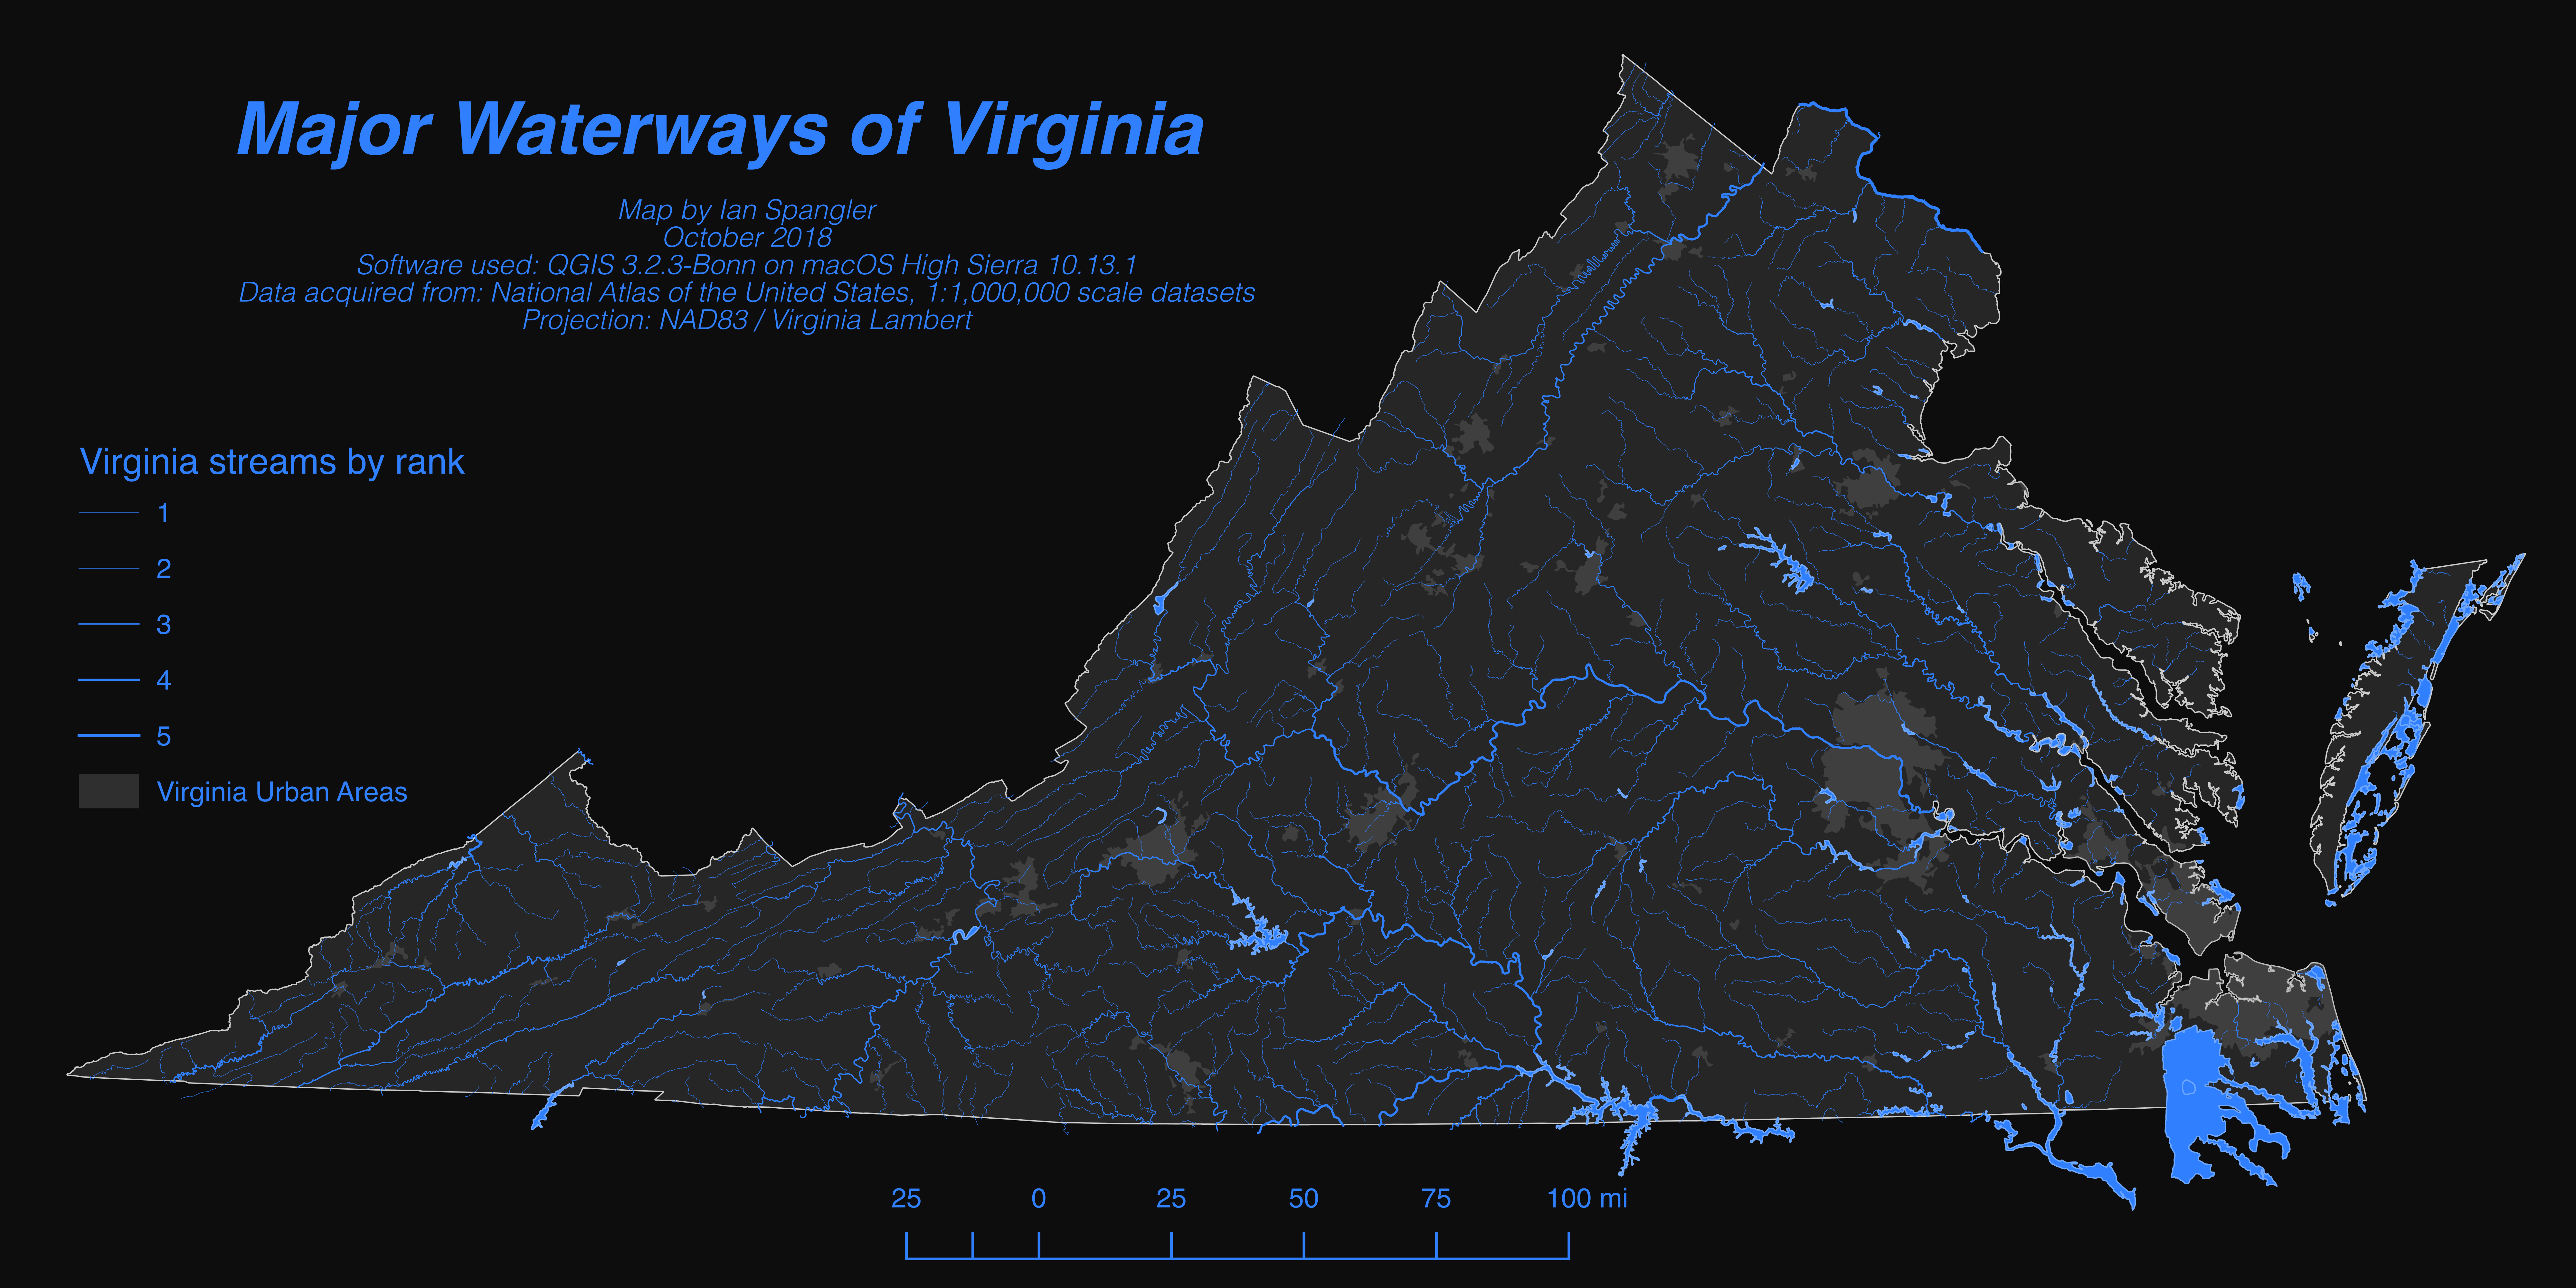 Major Waterways of Virginia
Map by Ian Spangler
October 2018
Software used: QGIS 3.2.3-Bonn on macOS High Sierra 10.13.1
Data acquired from: National Atlas of the United States, 1:1,000,000 scale datasets
Projection: NAD83 / Virginia Lambert
Virginia streams by rank
1
2
3
4
5
Virginia Urban Areas
25 0 25 50 75 100 mi